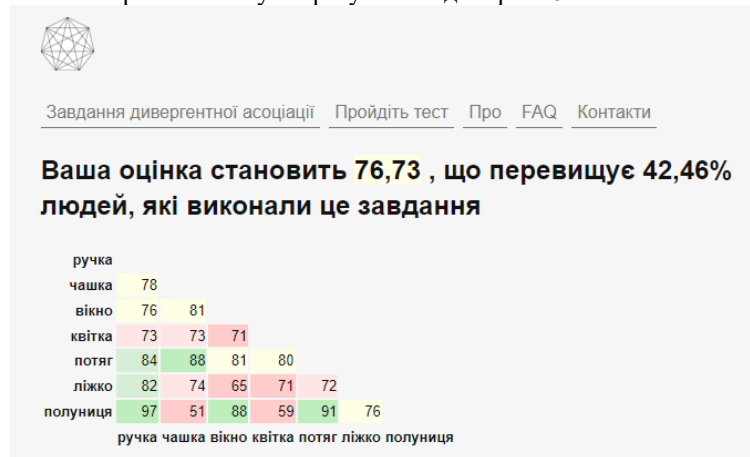 Завдання дивергентної асоціації Пройдіть тест Про FAQ Контакти
Ваша оцінка становить 76,73 , що перевищує 42,46%
людей, які виконали це завдання
ручка
чашка 78
вікно 76 81
квітка 73 73 71
потяг 84 88 81 80
ліжко 82 74 65 71 72
полуниця 97 51 88 59 91 76
ручка чашка вікно квітка потяг ліжко полуниця